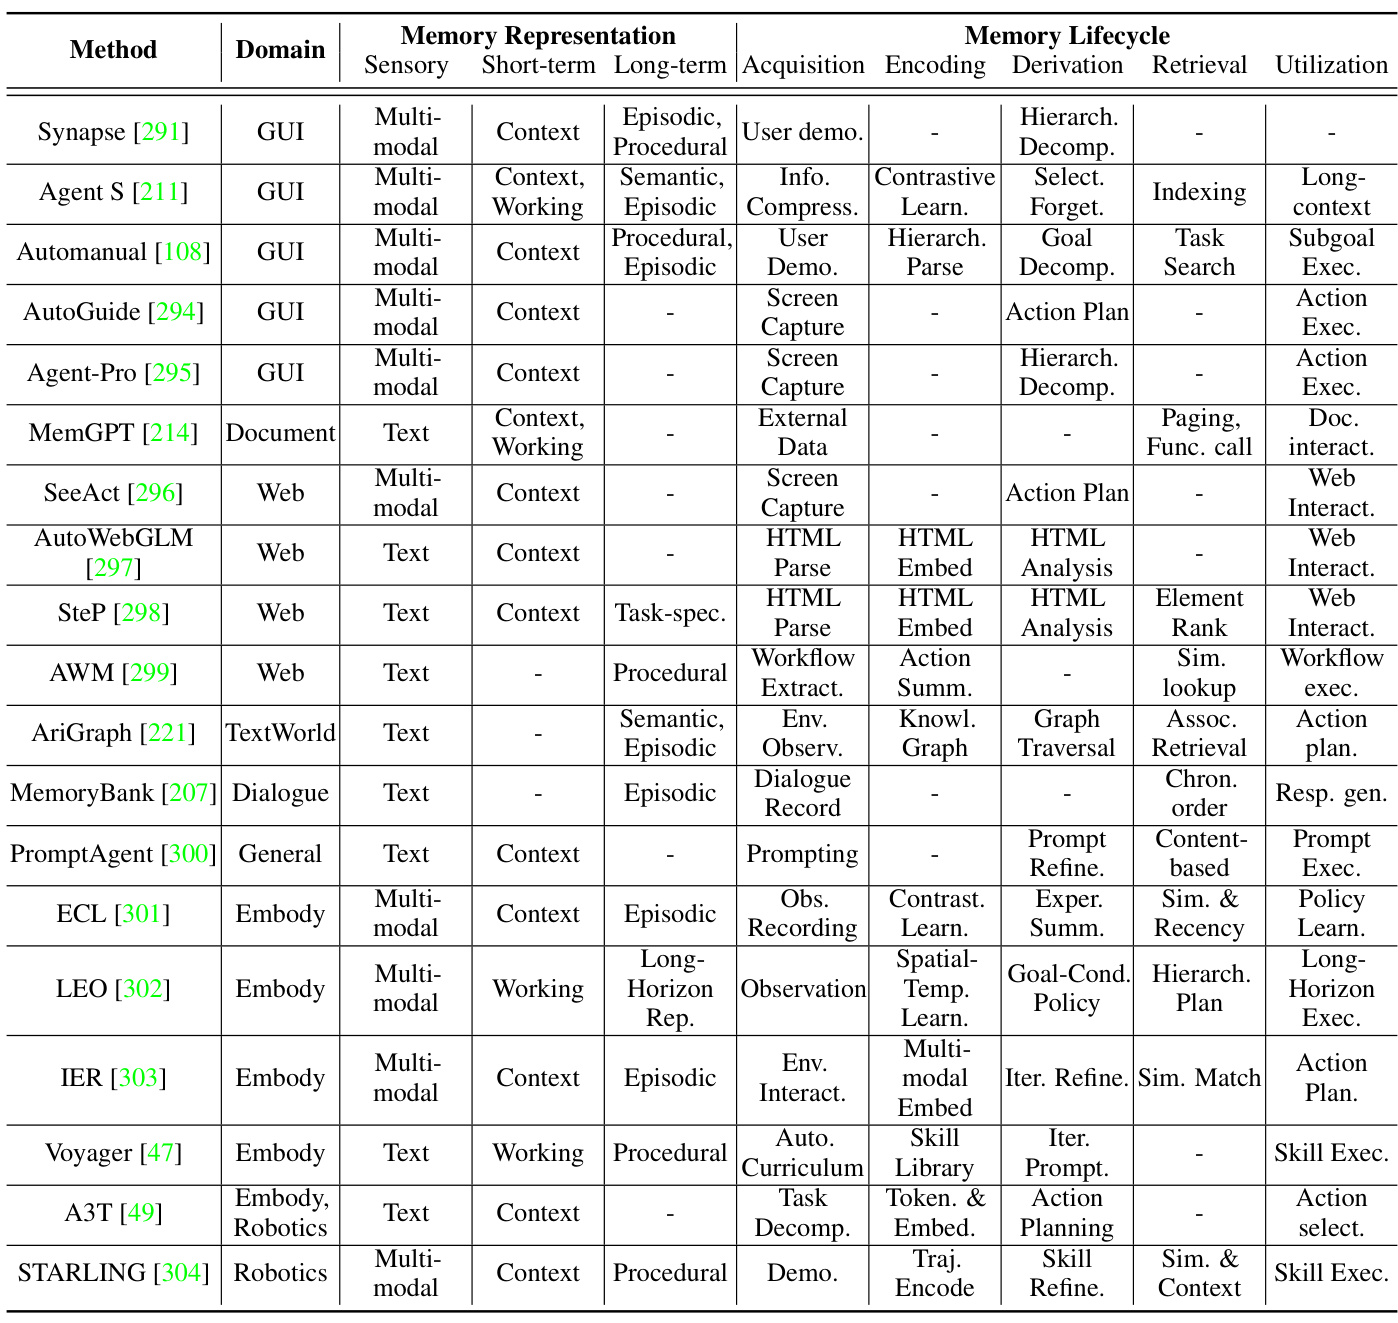 Method Domain Memory Representation Memory Lifecycle
Sensory Short-term Long-term Acquisition Encoding Derivation Retrieval Utilization
Synapse [291] GUI Multi-modal Context Episodic, Procedural User demo. - Hierarch. Decomp. - -
Agent S [211] GUI Multi-modal Context, Working Semantic, Episodic Info. Compress. Contrastive Learn. Select. Forget. Indexing Long-context
Automanual [108] GUI Multi-modal Context Procedural, Episodic User Demo. Hierarch. Parse Goal Decomp. Task Search Subgoal Exec.
AutoGuide [294] GUI Multi-modal Context - Screen Capture - Action Plan - Action Exec.
Agent-Pro [295] GUI Multi-modal Context - Screen Capture - Hierarch. Decomp. - Action Exec.
MemGPT [214] Document Text Context, Working - External Data - - Paging, Func. call Doc. interact.
SeeAct [296] Web Multi-modal Context - Screen Capture - Action Plan - Web Interact.
AutoWebGLM [297] Web Text Context - HTML Parse HTML Embed HTML Analysis - Web Interact.
SteP [298] Web Text Context Task-spec. HTML Parse HTML Embed HTML Analysis Element Rank Web Interact.
AWM [299] Web Text - Procedural Workflow Extract. Action Summ. - Sim. lookup Workflow exec.
AriGraph [221] TextWorld Text - Semantic, Episodic Env. Observ. Knowl. Graph Graph Traversal Assoc. Retrieval Action plan.
MemoryBank [207] Dialogue Text - Episodic Dialogue Record - - Chron. order Resp. gen.
PromptAgent [300] General Text Context - Prompting - Prompt Refine. Content-based Prompt Exec.
ECL [301] Embody Multi-modal Context Episodic Obs. Recording Contrast. Learn. Exper. Summ. Sim. & Recency Policy Learn.
LEO [302] Embody Multi-modal Working Long-Horizon Rep. Observation Spatial-Temp. Learn. Goal-Cond. Policy Hierarch. Plan Long-Horizon Exec.
IER [303] Embody Multi-modal Context Episodic Env. Interact. Multi-modal Embed Iter. Refine. Sim. Match Action Plan.
Voyager [47] Embody Text Working Procedural Auto. Curriculum Skill Library Iter. Prompt. - Skill Exec.
A3T [49] Embody, Robotics Text Context - Task Decomp. Token. & Embed. Action Planning - Action select.
STARLING [304] Robotics Multi-modal Context Procedural Demo. Traj. Encode Skill Refine. Sim. & Context Skill Exec.